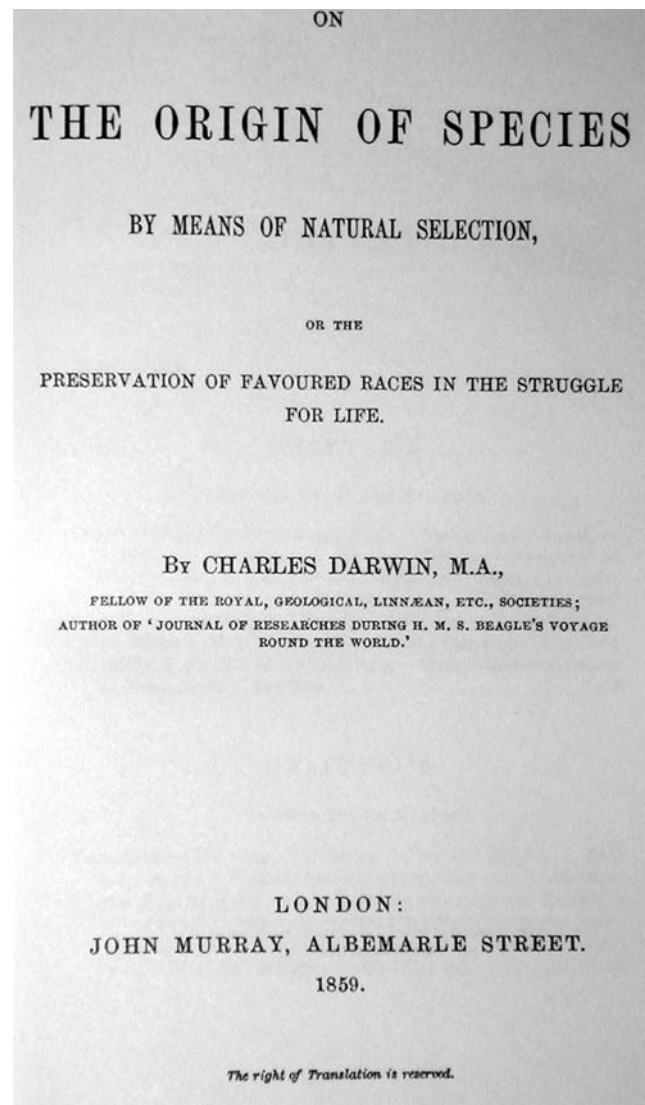 ON
THE ORIGIN OF SPECIES
BY MEANS OF NATURAL SELECTION,
OR THE
PRESERVATION OF FAVOURED RACES IN THE STRUGGLE
FOR LIFE.
BY CHARLES DARWIN, M.A.,
FELLOW OF THE ROYAL, GEOLOGICAL, LINNÆAN, ETC., SOCIETIES;
AUTHOR OF ‘JOURNAL OF RESEARCHES DURING H. M. S. BEAGLE’S VOYAGE
ROUND THE WORLD.’
LONDON:
JOHN MURRAY, ALBEMARLE STREET.
1859.
The right of Translation is reserved.